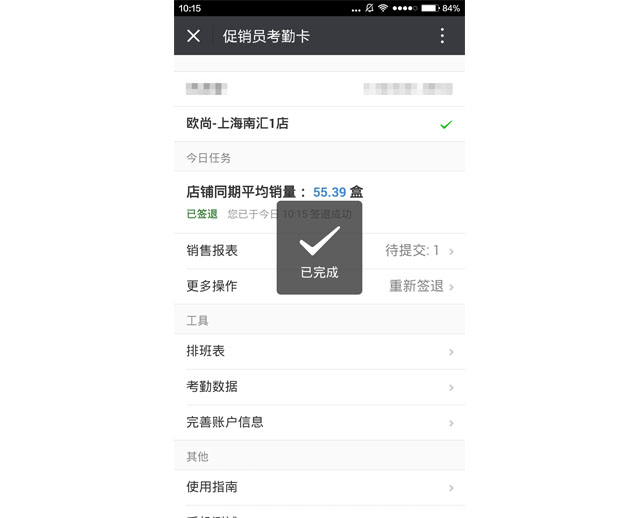 10:15
84%
促销员考勤卡
欧尚-上海南汇1店
今日任务
店铺同期平均销量： 55.39 盒
已签退 您已于今日 10:15 签退成功
已完成
销售报表 待提交: 1
更多操作 重新签退
工具
排班表
考勤数据
完善账户信息
其他
使用指南